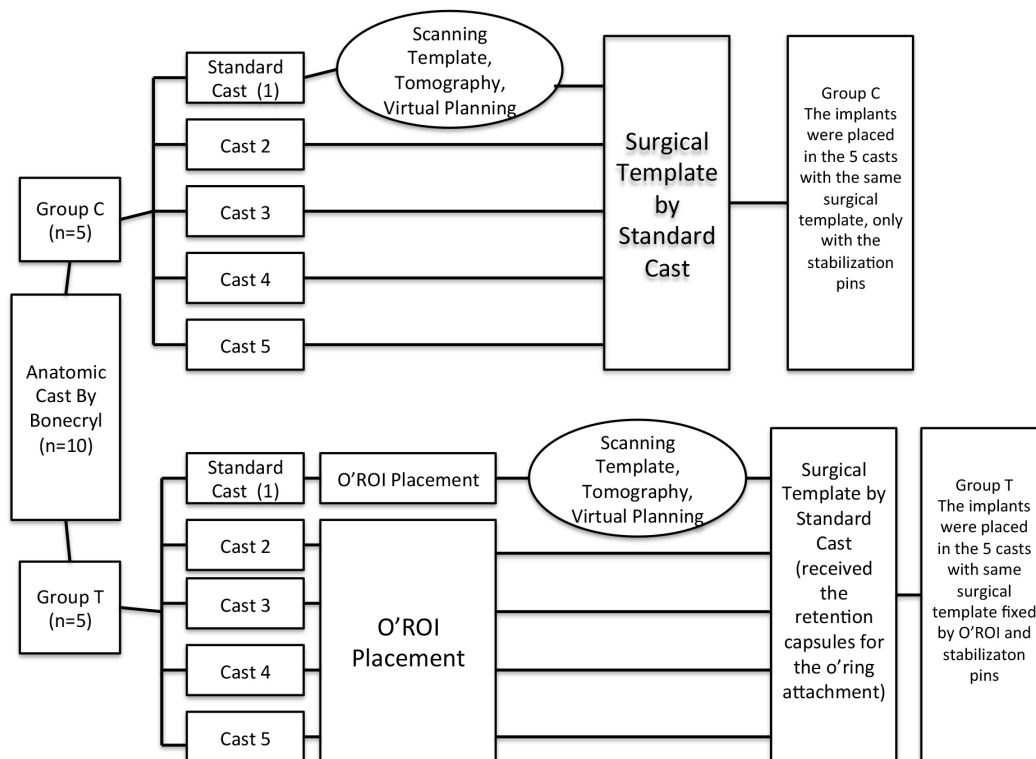 Standard
Cast  (1)
Scanning
Template,
Tomography,
Virtual Planning
Cast 2
Cast 3
Cast 4
Cast 5
Group C
(n=5)
Surgical
Template
by
Standard
Cast
Group C
The implants
were placed
in the 5 casts
with the same
surgical
template, only
with the
stabilization
pins
Anatomic
Cast By
Bonecryl
(n=10)
Group T
(n=5)
Standard
Cast  (1)
O'ROI Placement
Scanning
Template,
Tomography,
Virtual Planning
Cast 2
Cast 3
Cast 4
Cast 5
O'ROI
Placement
Surgical
Template by
Standard
Cast
(received
the
retention
capsules for
the o'ring
attachment)
Group T
The implants
were placed
in the 5 casts
with same
surgical
template fixed
by O'ROI and
stabilizaton
pins